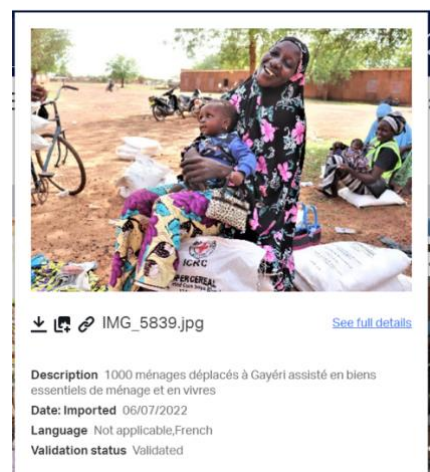 ICRC
PER CEREAL
IMG_5839.jpg
See full details
Description 1000 ménages déplacés à Gayéri assisté en biens
essentiels de ménage et en vivres
Date: Imported 06/07/2022
Language Not applicable,French
Validation status Validated